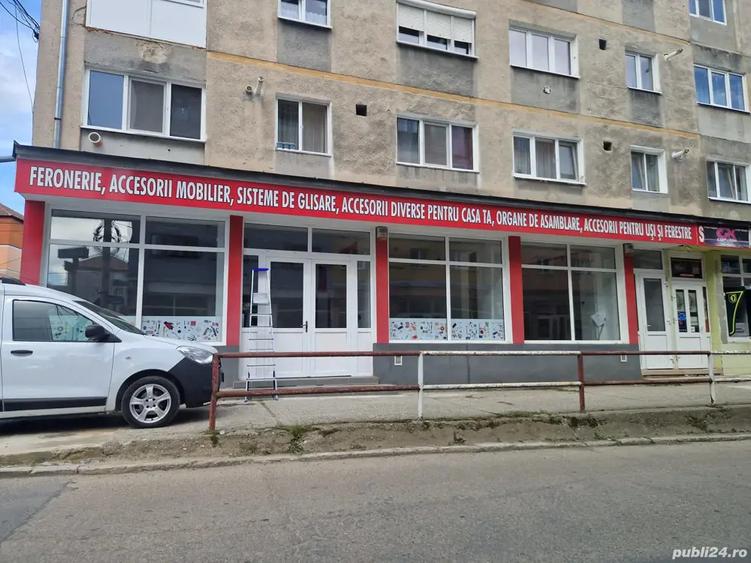 FERONERIE, ACCESORII MOBILIER, SISTEME DE GLISARE, ACCESORII DIVERSE PENTRU CASA TA, ORGANE DE ASAMBLARE, ACCESORII PENTRU UȘI ȘI FERESTRE
publi24.ro